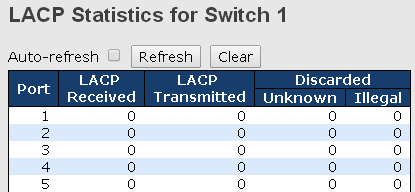 LACP Statistics for Switch 1
Auto-refresh Refresh Clear
Port LACP Received LACP Transmitted Discarded
Unknown Illegal
1 0 0 0 0
2 0 0 0 0
3 0 0 0 0
4 0 0 0 0
5 0 0 0 0